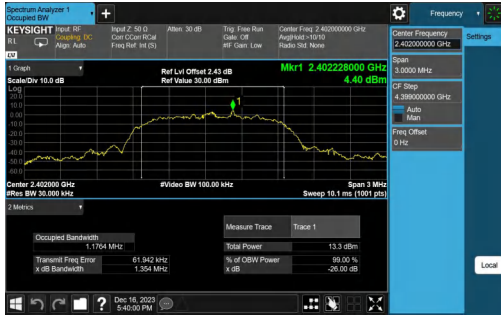 Spectrum Analyzer 1
Occupied BW
Frequency
KEYSIGHT
RL
LVI
Input: RF
Coupling: DC
Align: Auto
Input Z: 50 Ω
Corr CCorr RCal
Freq Ref: Int (S)
Atten: 30 dB
Trig: Free Run
Gate: Off
#IF Gain: Low
Center Freq: 2.402000000 GHz
Avg|Hold:>10/10
Radio Std: None
Center Frequency
2.402000000 GHz
Settings
Span
3.0000 MHz
CF Step
4.399000000 GHz
Auto
Man
Freq Offset
0 Hz
1 Graph
Scale/Div 10.0 dB
Ref Lvl Offset 2.43 dB
Ref Value 30.00 dBm
Mkr1 2.402228000 GHz
4.40 dBm
Log
20.0
10.0
0.00
-10.0
-20.0
-30.0
-40.0
-50.0
-60.0
1
Center 2.402000 GHz
#Res BW 30.000 kHz
#Video BW 100.00 kHz
Span 3 MHz
Sweep 10.1 ms (1001 pts)
2 Metrics
Measure Trace
Trace 1
Occupied Bandwidth
1.1764 MHz
Total Power
13.3 dBm
Transmit Freq Error
61.942 kHz
% of OBW Power
99.00 %
x dB Bandwidth
1.354 MHz
x dB
-26.00 dB
Local
?
Dec 16, 2023
5:40:00 PM